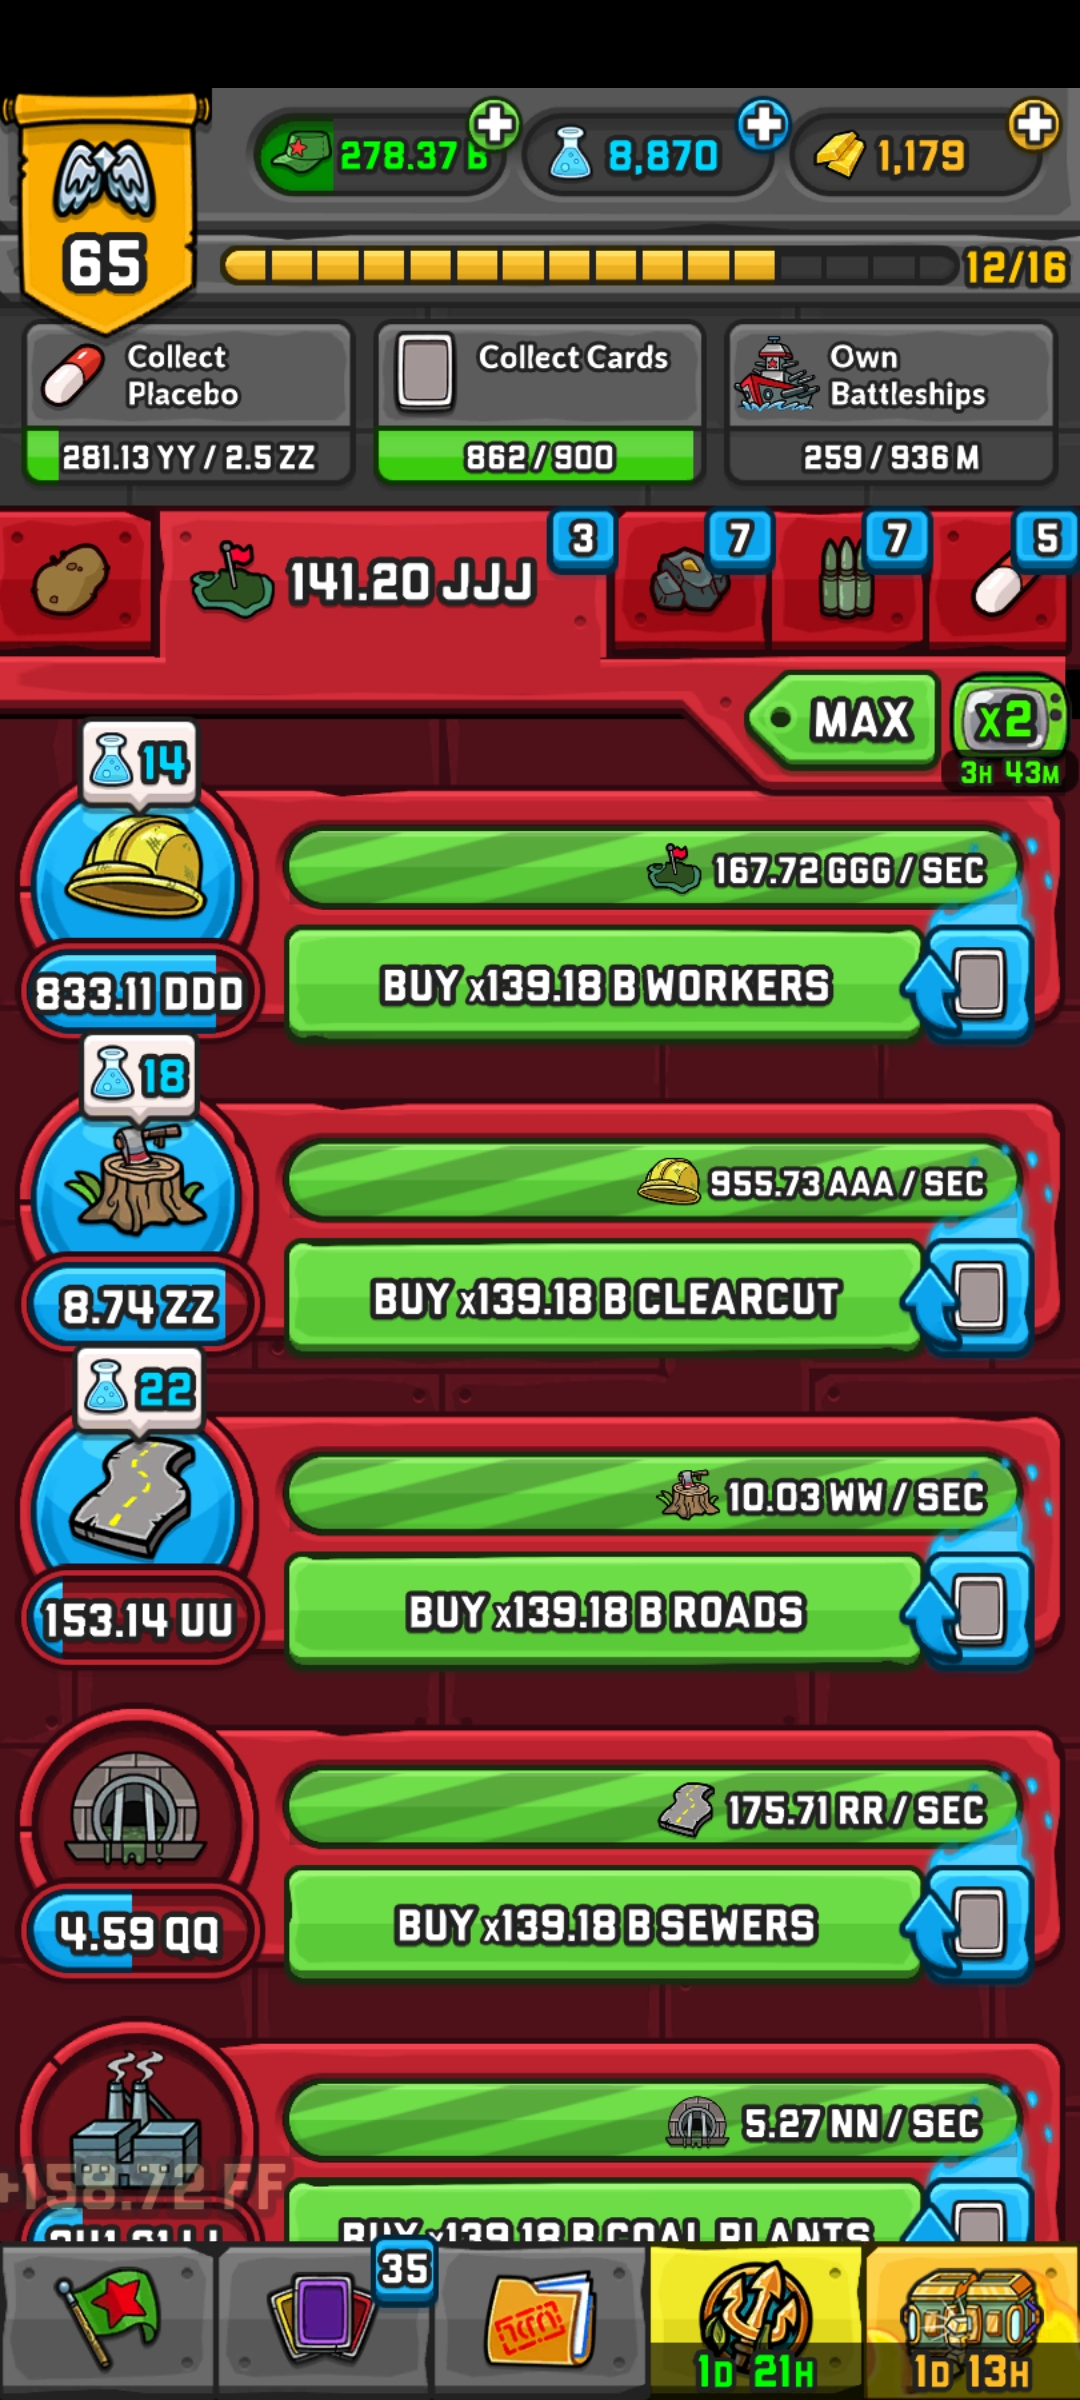 278.37 B
8,870
1,179
65
12/16
Collect
Placebo
281.13 YY / 2.5 ZZ
Collect Cards
862/900
Own
Battleships
259 / 936 M
141.20 JJJ
3
7
7
5
MAX
x2
3H 43M
14
167.72 GGG / SEC
BUY x139.18 B WORKERS
833.11 DDD
18
955.73 AAA / SEC
BUY x139.18 B CLEARCUT
8.74 ZZ
22
10.03 WW / SEC
BUY x139.18 B ROADS
153.14 UU
175.71 RR / SEC
BUY x139.18 B SEWERS
4.59 QQ
5.27 NN / SEC
+158.72 FF
BUY x139.18 B COAL PLANTS
35
1D 21H
1D 13H